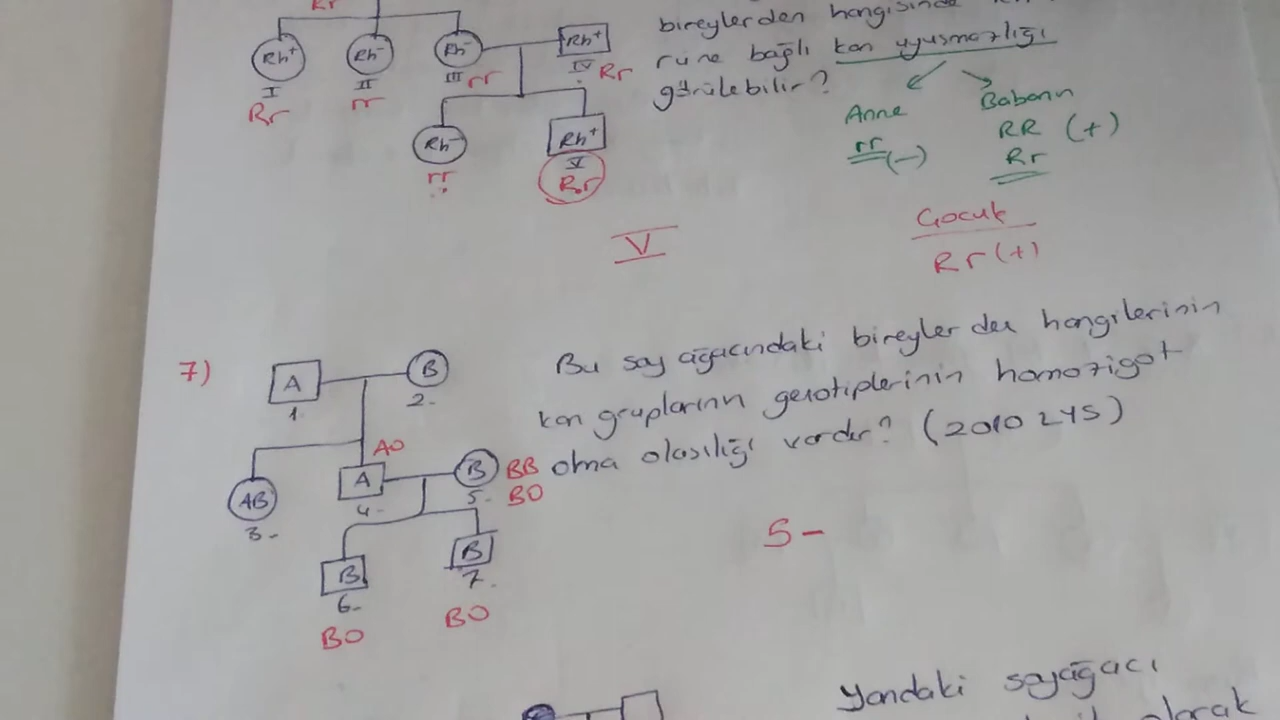 Rr
bireylerden hangisinde
Rh+ Rh- Rh- Rh+
rüne bağlı kan uyuşmazlığı
I II III rr IV Rr
Rr rr
görülebilir?
Anne Babanın
rr (-) RR (+)
Rr
Rh- Rh+
rr V
Rr
V
Çocuk
Rr (+)
7) A B
1. 2.
Bu soy ağacındaki bireylerden hangilerinin
kan gruplarının genotiplerinin homozigot
olma olasılığı vardır? (2010 LYS)
AO
AB A B BB
3- 4- 5- BO
5-
B B
6- 7-
BO BO
Yandaki soyağacı
olarak